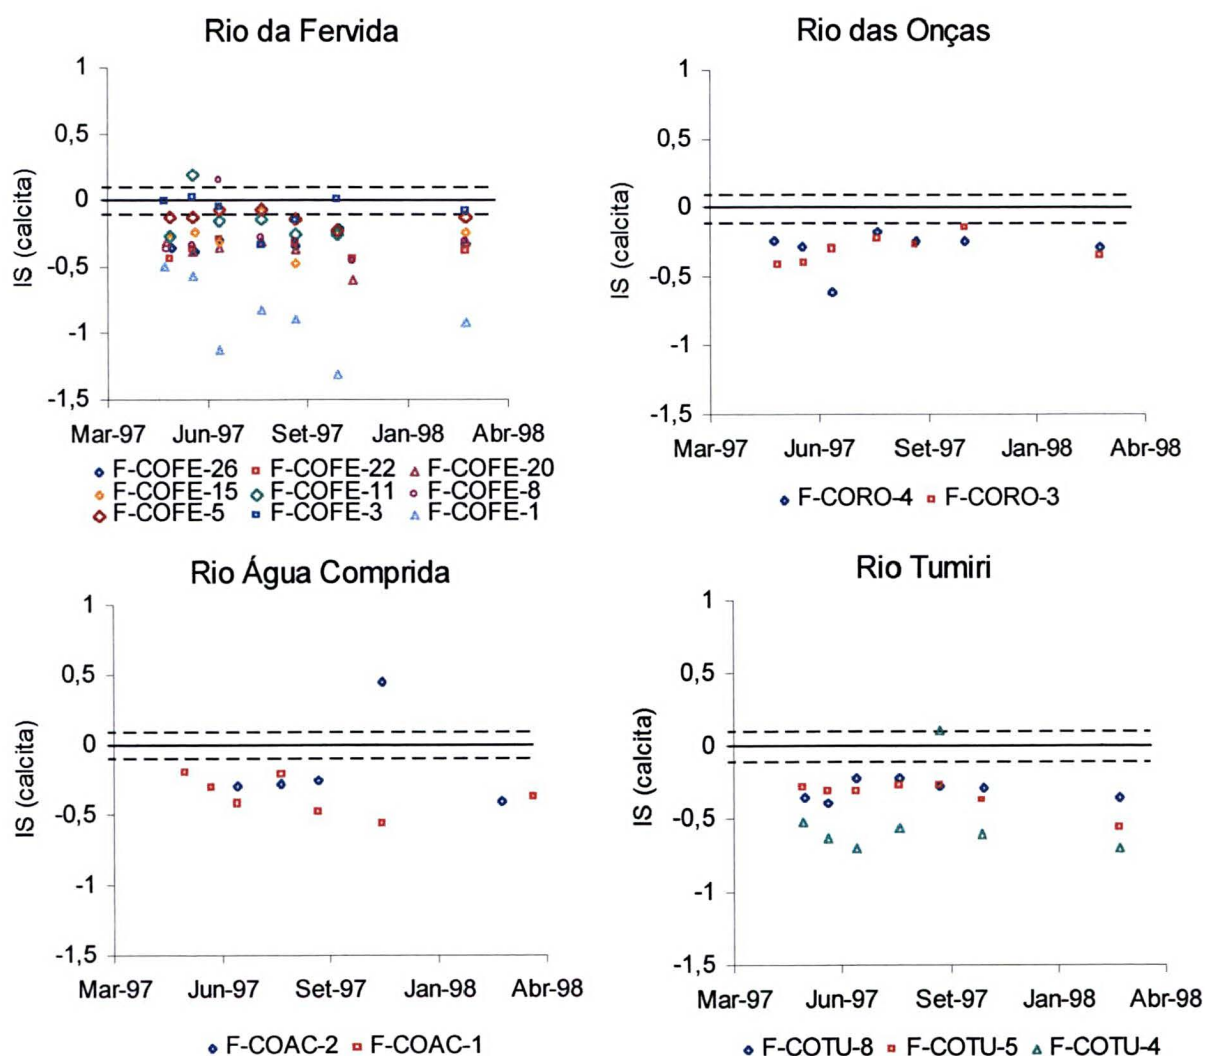 Rio da Fervida
IS (calcita)
1
0,5
0
-0,5
-1
-1,5
Mar-97 Jun-97 Set-97 Jan-98 Abr-98
F-COFE-26 F-COFE-22 F-COFE-20
F-COFE-15 F-COFE-11 F-COFE-8
F-COFE-5 F-COFE-3 F-COFE-1
Rio das Onças
IS (calcita)
1
0,5
0
-0,5
-1
-1,5
Mar-97 Jun-97 Set-97 Jan-98 Abr-98
F-CORO-4 F-CORO-3
Rio Água Comprida
IS (calcita)
1
0,5
0
-0,5
-1
-1,5
Mar-97 Jun-97 Set-97 Jan-98 Abr-98
F-COAC-2 F-COAC-1
Rio Tumiri
IS (calcita)
1
0,5
0
-0,5
-1
-1,5
Mar-97 Jun-97 Set-97 Jan-98 Abr-98
F-COTU-8 F-COTU-5 F-COTU-4